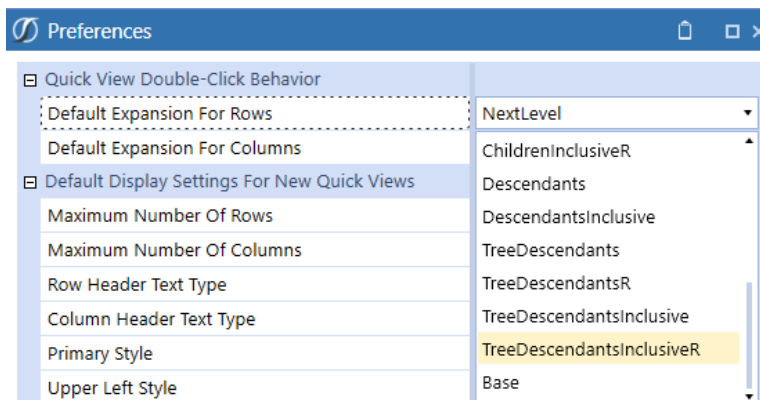 Preferences
Quick View Double-Click Behavior
Default Expansion For Rows NextLevel
Default Expansion For Columns ChildrenInclusiveR
Descendants
Default Display Settings For New Quick Views
DescendantsInclusive
Maximum Number Of Rows
Maximum Number Of Columns TreeDescendants
Row Header Text Type TreeDescendantsR
Column Header Text Type TreeDescendantsInclusive
Primary Style TreeDescendantsInclusiveR
Upper Left Style Base